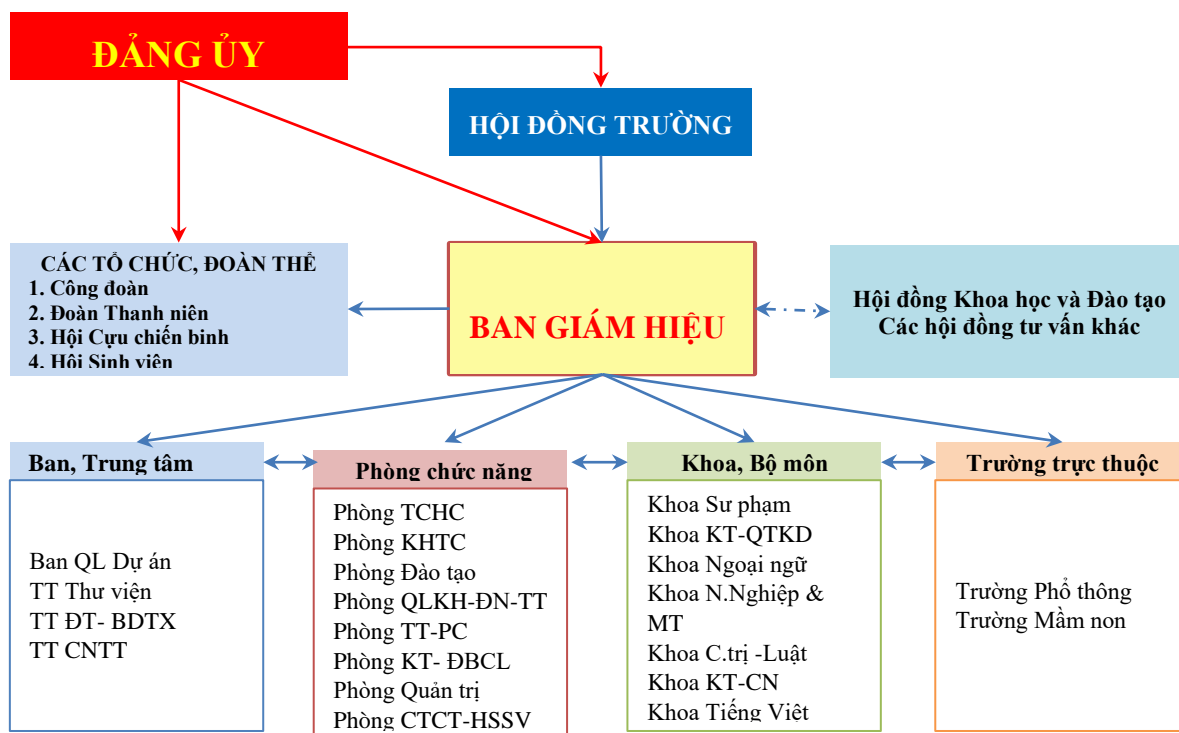 ĐẢNG ỦY
HỘI ĐỒNG TRƯỜNG
CÁC TỔ CHỨC, ĐOÀN THỂ
1. Công đoàn
2. Đoàn Thanh niên
3. Hội Cựu chiến binh
4. Hội Sinh viên
BAN GIÁM HIỆU
Hội đồng Khoa học và Đào tạo
Các hội đồng tư vấn khác
Ban, Trung tâm
Ban QL Dự án
TT Thư viện
TT ĐT- BDTX
TT CNTT
Phòng chức năng
Phòng TCHC
Phòng KHTC
Phòng Đào tạo
Phòng QLKH-ĐN-TT
Phòng TT-PC
Phòng KT- ĐBCL
Phòng Quản trị
Phòng CTCT-HSSV
Khoa, Bộ môn
Khoa Sư phạm
Khoa KT-QTKD
Khoa Ngoại ngữ
Khoa N.Nghiệp &
MT
Khoa C.trị -Luật
Khoa KT-CN
Khoa Tiếng Việt
Trường trực thuộc
Trường Phổ thông
Trường Mầm non